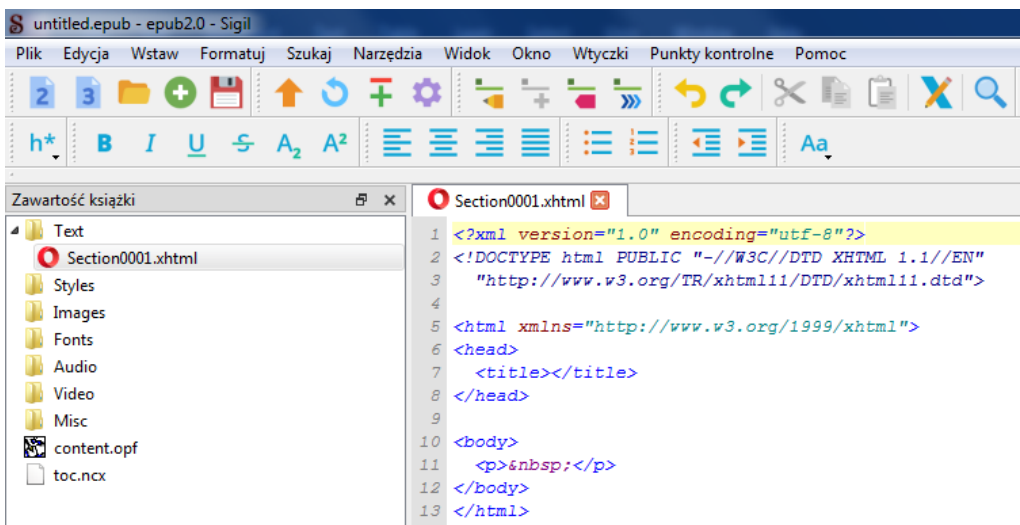 untitled.epub - epub2.0 - Sigil
Plik Edycja Wstaw Formatuj Szukaj Narzędzia Widok Okno Wtyczki Punkty kontrolne Pomoc
2 3
h* B I U S A2 A² Aa
Zawartość książki
Text
Section0001.xhtml
Styles
Images
Fonts
Audio
Video
Misc
content.opf
toc.ncx
Section0001.xhtml
1 <?xml version="1.0" encoding="utf-8"?>
2 <!DOCTYPE html PUBLIC "-//W3C//DTD XHTML 1.1//EN"
3 "http://www.w3.org/TR/xhtml11/DTD/xhtml11.dtd">
4
5 <html xmlns="http://www.w3.org/1999/xhtml">
6 <head>
7 <title></title>
8 </head>
9
10 <body>
11 <p>&nbsp;</p>
12 </body>
13 </html>